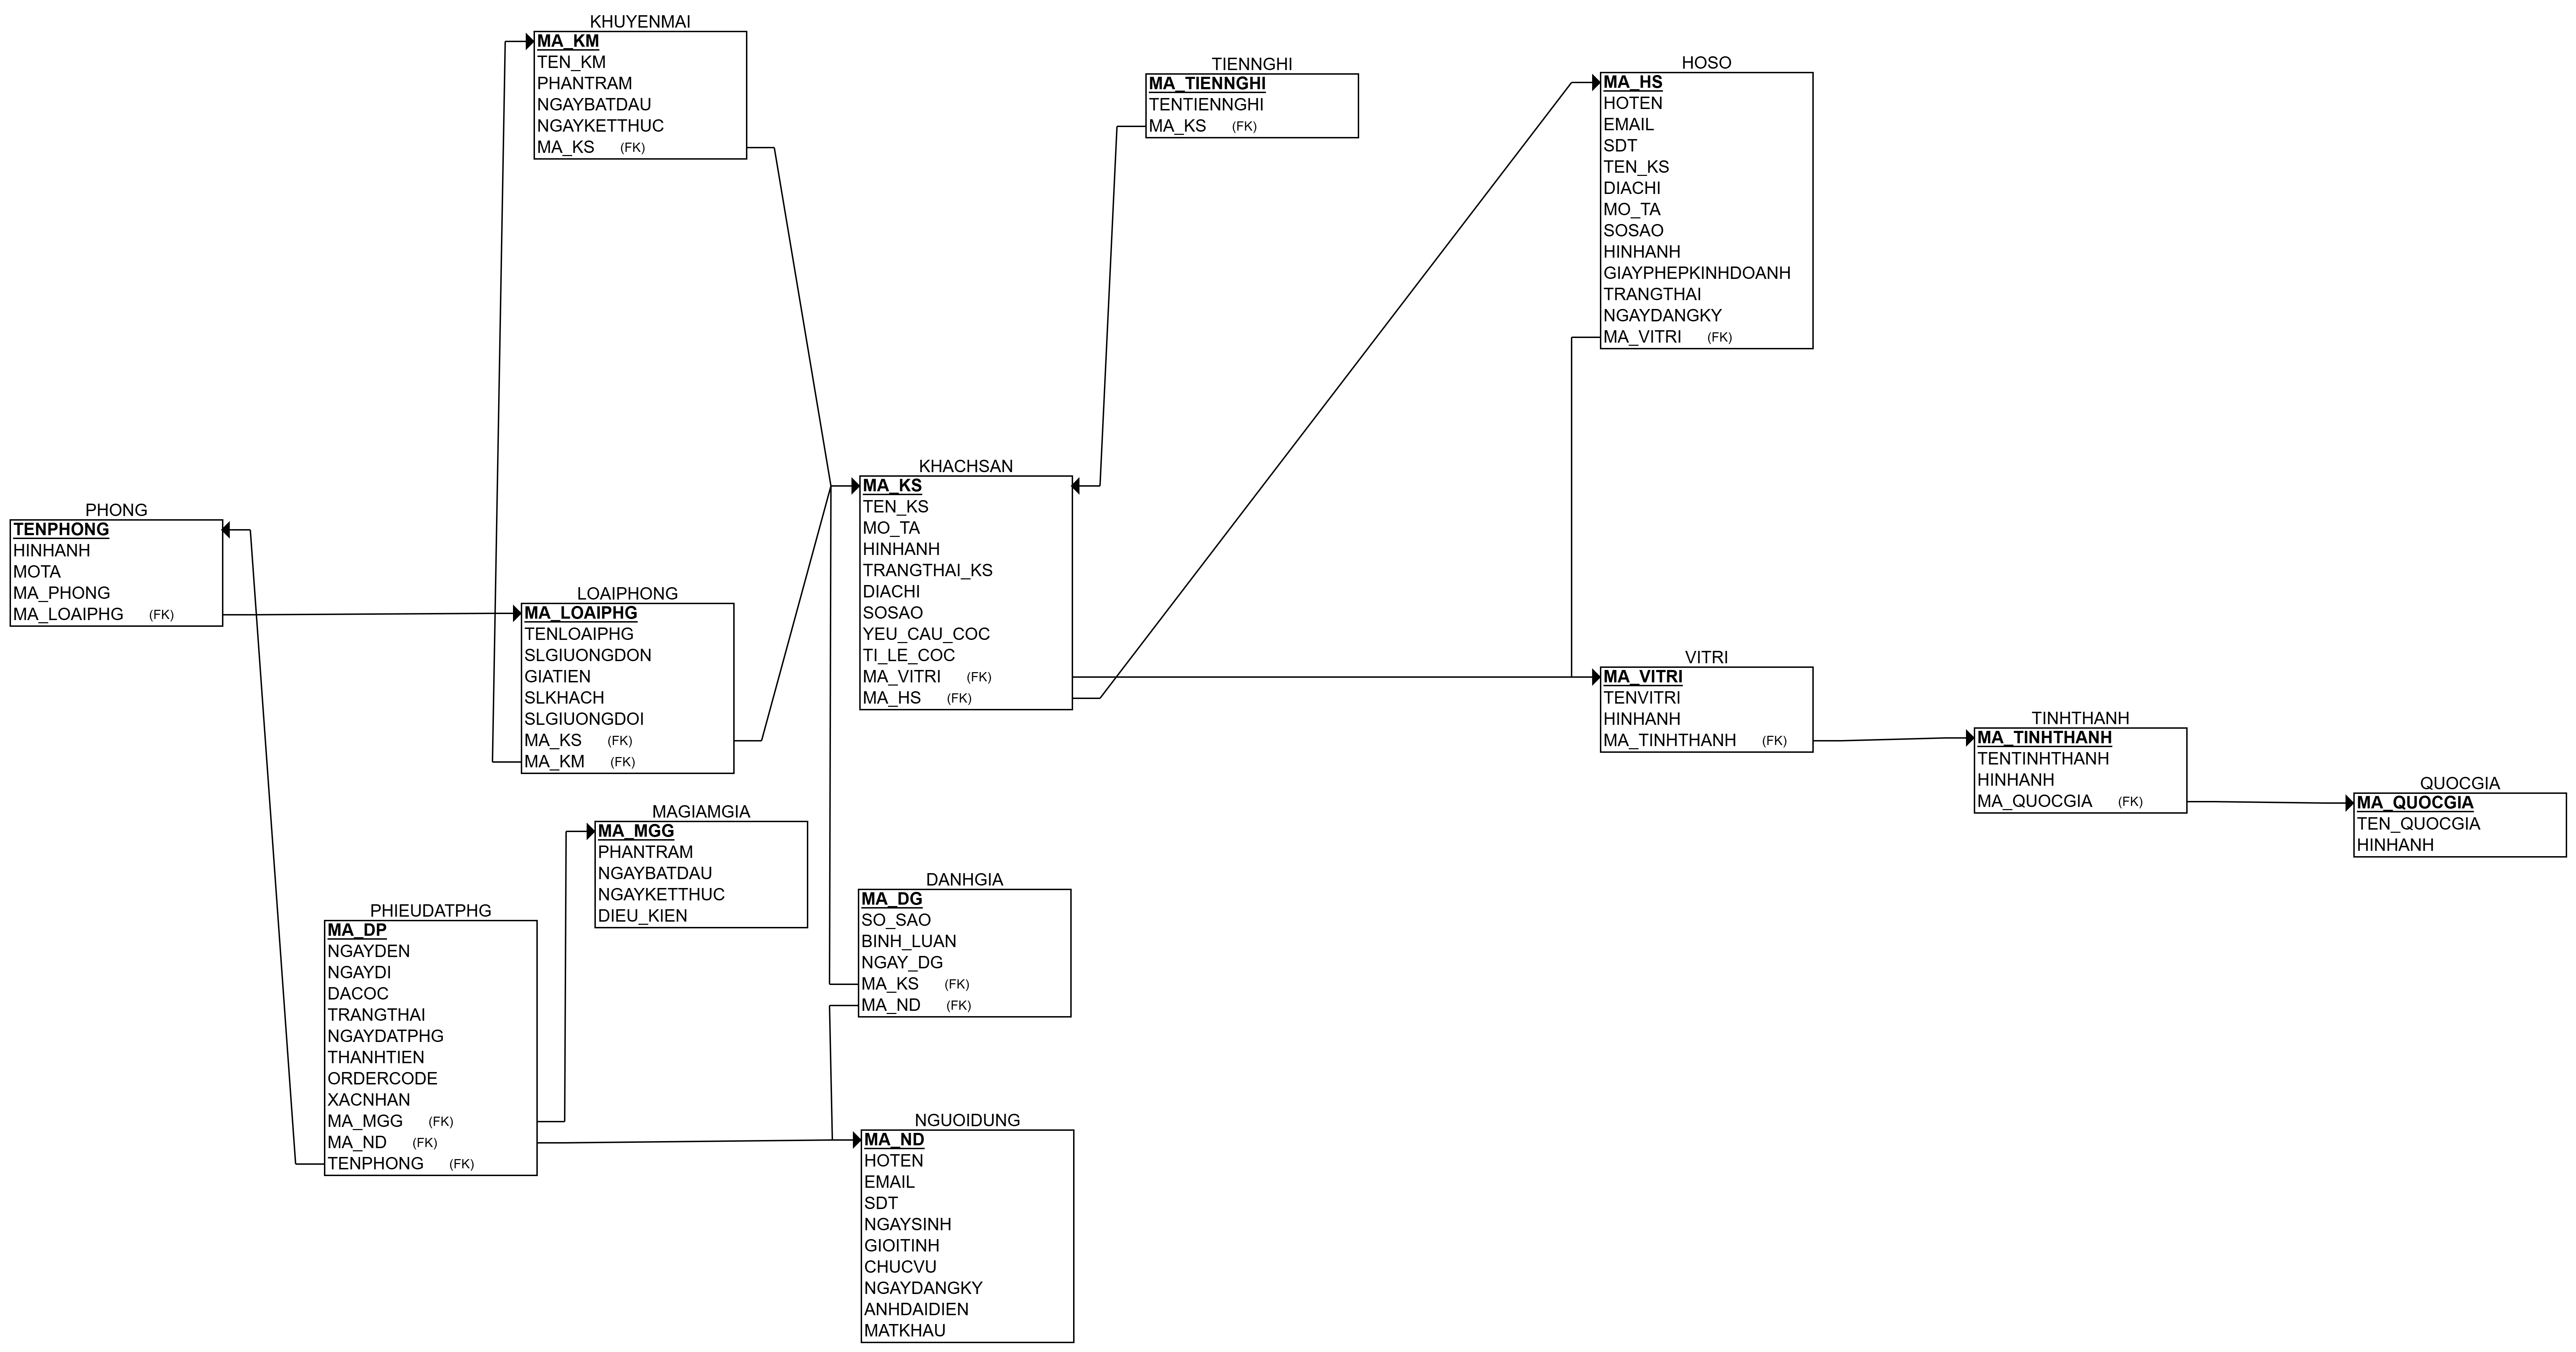 KHUYENMAI
MA_KM
TEN_KM
PHANTRAM
NGAYBATDAU
NGAYKETTHUC
MA_KS (FK)
TIENNGHI
MA_TIENNGHI
TENTIENNGHI
MA_KS (FK)
HOSO
MA_HS
HOTEN
EMAIL
SDT
TEN_KS
DIACHI
MO_TA
SOSAO
HINHANH
GIAYPHEPKINHDOANH
TRANGTHAI
NGAYDANGKY
MA_VITRI (FK)
PHONG
TENPHONG
HINHANH
MOTA
MA_PHONG
MA_LOAIPHG (FK)
LOAIPHONG
MA_LOAIPHG
TENLOAIPHG
SLGIUONGDON
GIATIEN
SLKHACH
SLGIUONGDOI
MA_KS (FK)
MA_KM (FK)
KHACHSAN
MA_KS
TEN_KS
MO_TA
HINHANH
TRANGTHAI_KS
DIACHI
SOSAO
YEU_CAU_COC
TI_LE_COC
MA_VITRI (FK)
MA_HS (FK)
VITRI
MA_VITRI
TENVITRI
HINHANH
MA_TINHTHANH (FK)
TINHTHANH
MA_TINHTHANH
TENTINHTHANH
HINHANH
MA_QUOCGIA (FK)
QUOCGIA
MA_QUOCGIA
TEN_QUOCGIA
HINHANH
MAGIAMGIA
MA_MGG
PHANTRAM
NGAYBATDAU
NGAYKETTHUC
DIEU_KIEN
PHIEUDATPHG
MA_DP
NGAYDEN
NGAYDI
DACOC
TRANGTHAI
NGAYDATPHG
THANHTIEN
ORDERCODE
XACNHAN
MA_MGG (FK)
MA_ND (FK)
TENPHONG (FK)
DANHGIA
MA_DG
SO_SAO
BINH_LUAN
NGAY_DG
MA_KS (FK)
MA_ND (FK)
NGUOIDUNG
MA_ND
HOTEN
EMAIL
SDT
NGAYSINH
GIOITINH
CHUCVU
NGAYDANGKY
ANHDAIDIEN
MATKHAU